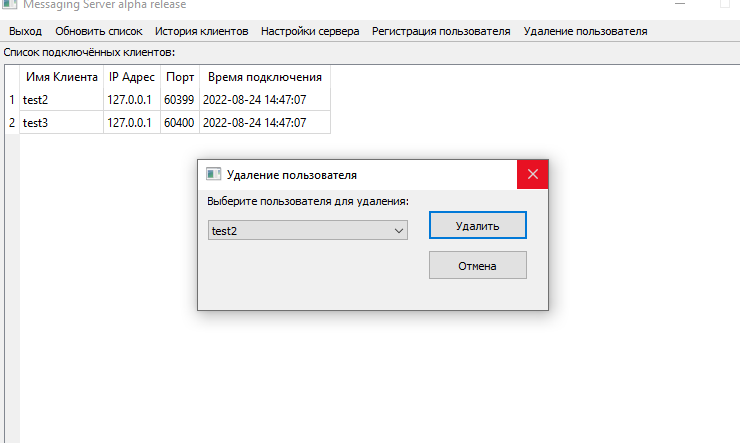 Messaging Server alpha release
Выход Обновить список История клиентов Настройки сервера Регистрация пользователя Удаление пользователя
Список подключённых клиентов:
Имя Клиента IP Адрес Порт Время подключения
1 test2 127.0.0.1 60399 2022-08-24 14:47:07
2 test3 127.0.0.1 60400 2022-08-24 14:47:07
Удаление пользователя
Выберите пользователя для удаления:
test2
Удалить
Отмена